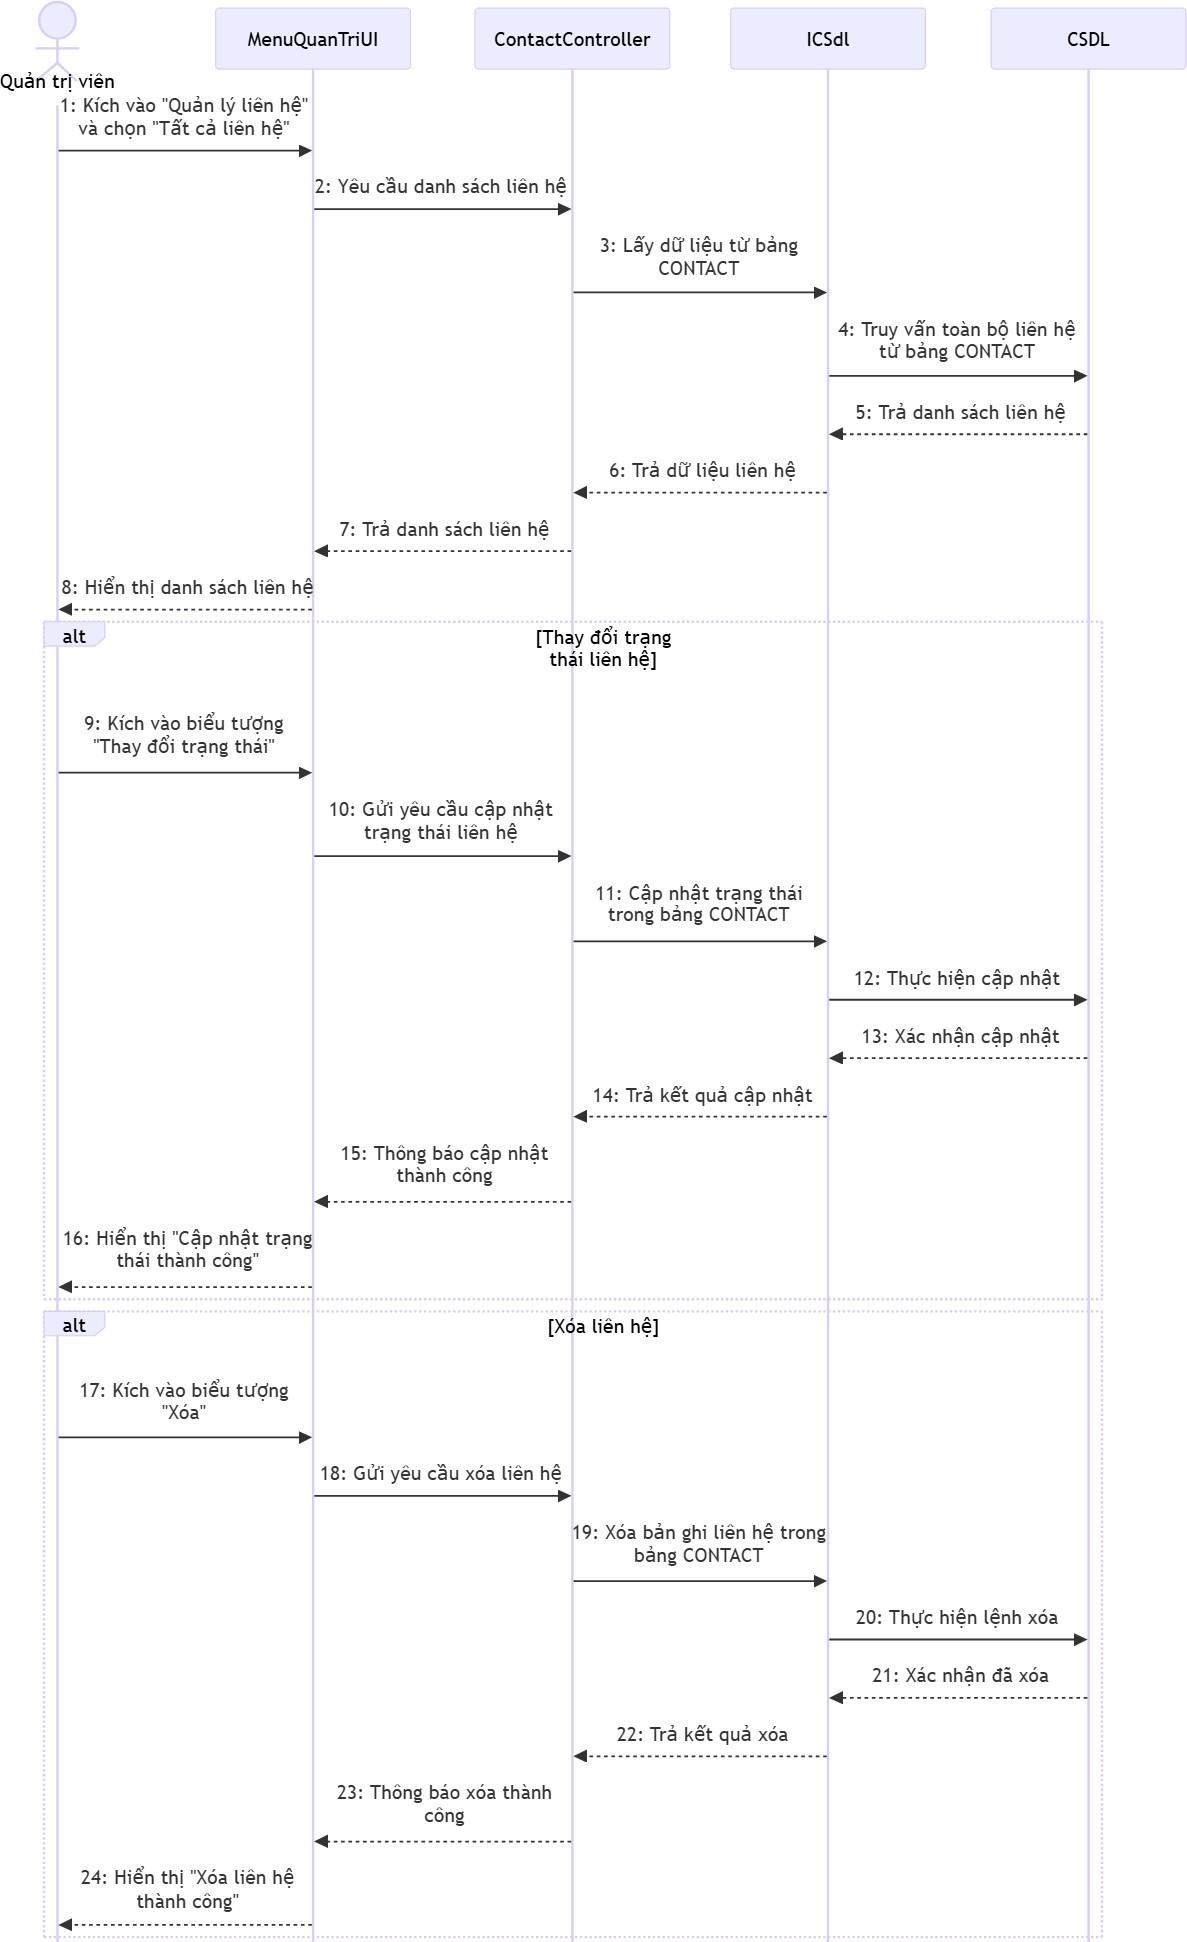 Quản trị viên
MenuQuanTriUI
ContactController
ICSdl
CSDL
1: Kích vào "Quản lý liên hệ"
và chọn "Tất cả liên hệ"
2: Yêu cầu danh sách liên hệ
3: Lấy dữ liệu từ bảng
CONTACT
4: Truy vấn toàn bộ liên hệ
từ bảng CONTACT
5: Trả danh sách liên hệ
6: Trả dữ liệu liên hệ
7: Trả danh sách liên hệ
8: Hiển thị danh sách liên hệ
alt
[Thay đổi trạng
thái liên hệ]
9: Kích vào biểu tượng
"Thay đổi trạng thái"
10: Gửi yêu cầu cập nhật
trạng thái liên hệ
11: Cập nhật trạng thái
trong bảng CONTACT
12: Thực hiện cập nhật
13: Xác nhận cập nhật
14: Trả kết quả cập nhật
15: Thông báo cập nhật
thành công
16: Hiển thị "Cập nhật trạng
thái thành công"
alt
[Xóa liên hệ]
17: Kích vào biểu tượng
"Xóa"
18: Gửi yêu cầu xóa liên hệ
19: Xóa bản ghi liên hệ trong
bảng CONTACT
20: Thực hiện lệnh xóa
21: Xác nhận đã xóa
22: Trả kết quả xóa
23: Thông báo xóa thành
công
24: Hiển thị "Xóa liên hệ
thành công"